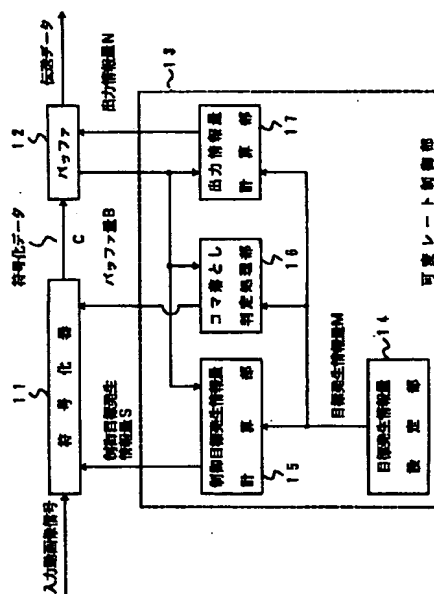 入力動画像信号
11
符号化器
符号化データ
C
12
バッファ
伝送データ
制御目標発生
情報量S
バッファ量B
出力情報量N
13
制御目標発生情報量
計算部
15
コマ落とし
判定処理部
16
出力情報量
計算部
17
目標発生情報量M
目標発生情報量
設定部
14
可変レート制御部